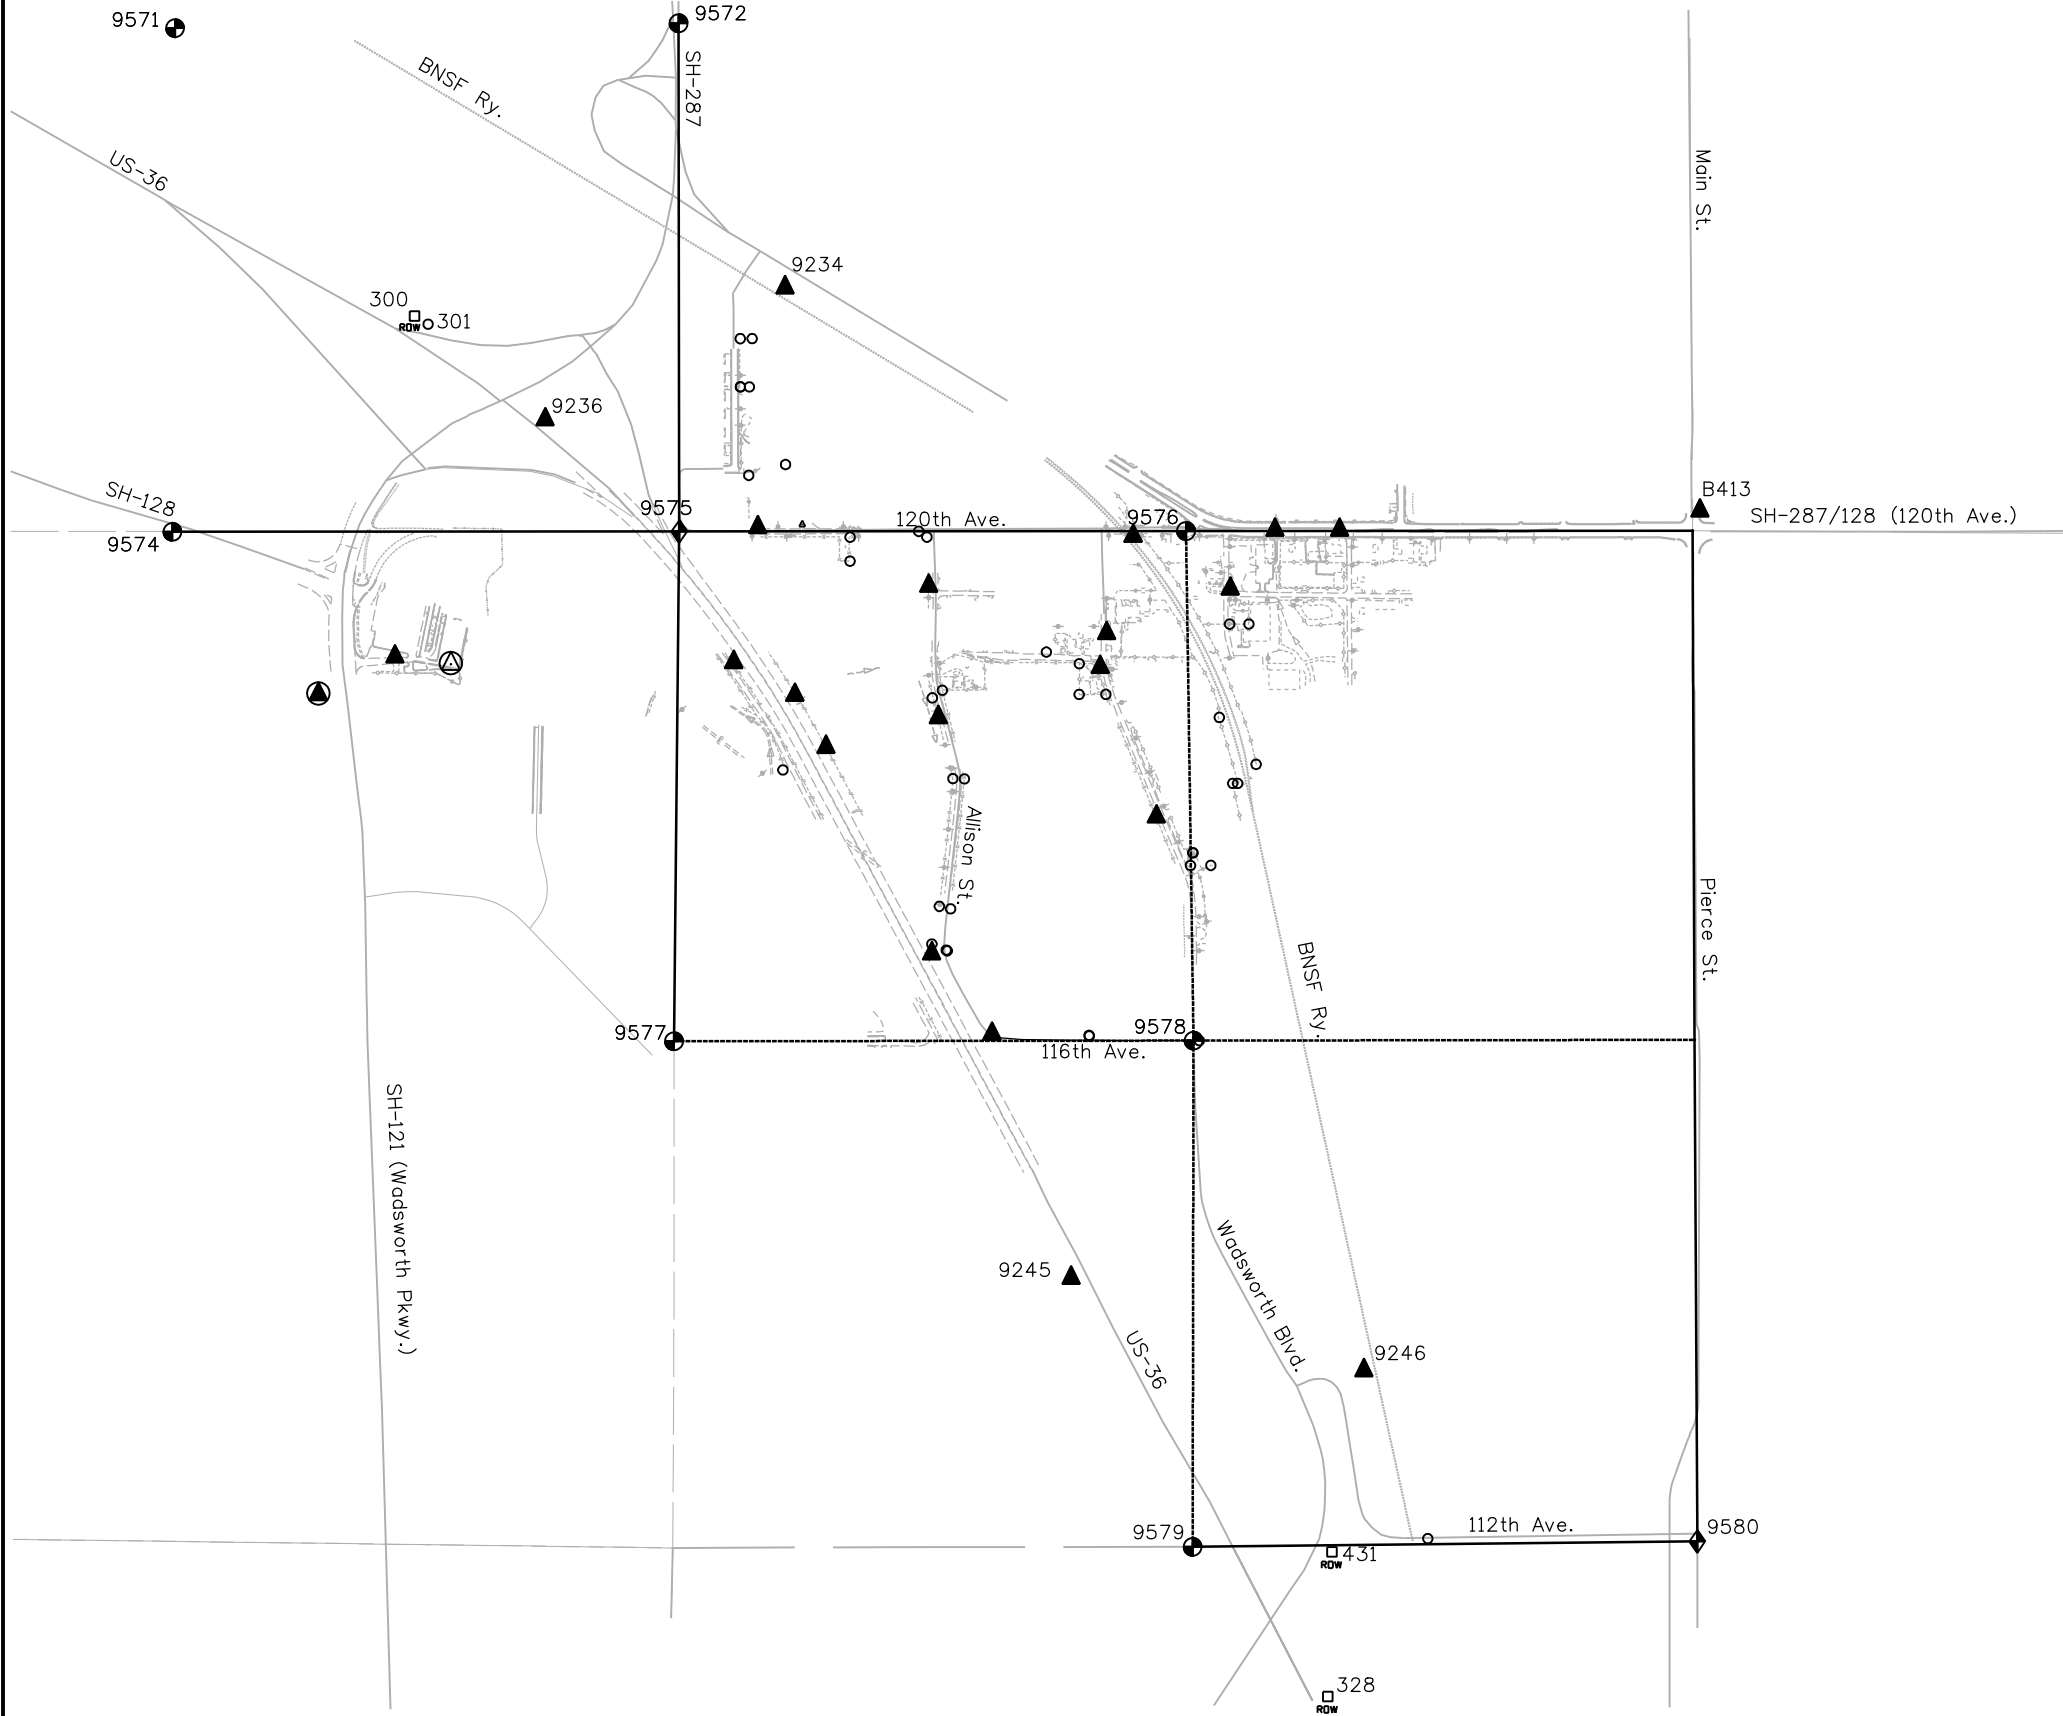 9571
9572
BNSF Ry.
SH-287
US-36
Main St.
9234
300
ROW
301
9236
SH-128
9574
9575
120th Ave.
9576
B413
SH-287/128 (120th Ave.)
Allison St.
Pierce St.
BNSF Ry.
9577
9578
116th Ave.
SH-121 (Wadsworth Pkwy.)
Wadsworth Blvd.
9245
US-36
9246
9579
112th Ave.
9580
431
ROW
328
ROW